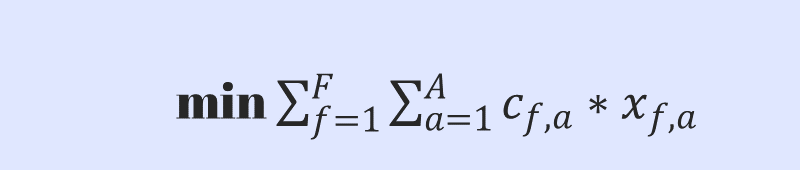 min ∑_{f=1}^{F} ∑_{a=1}^{A} c_{f,a} * x_{f,a}